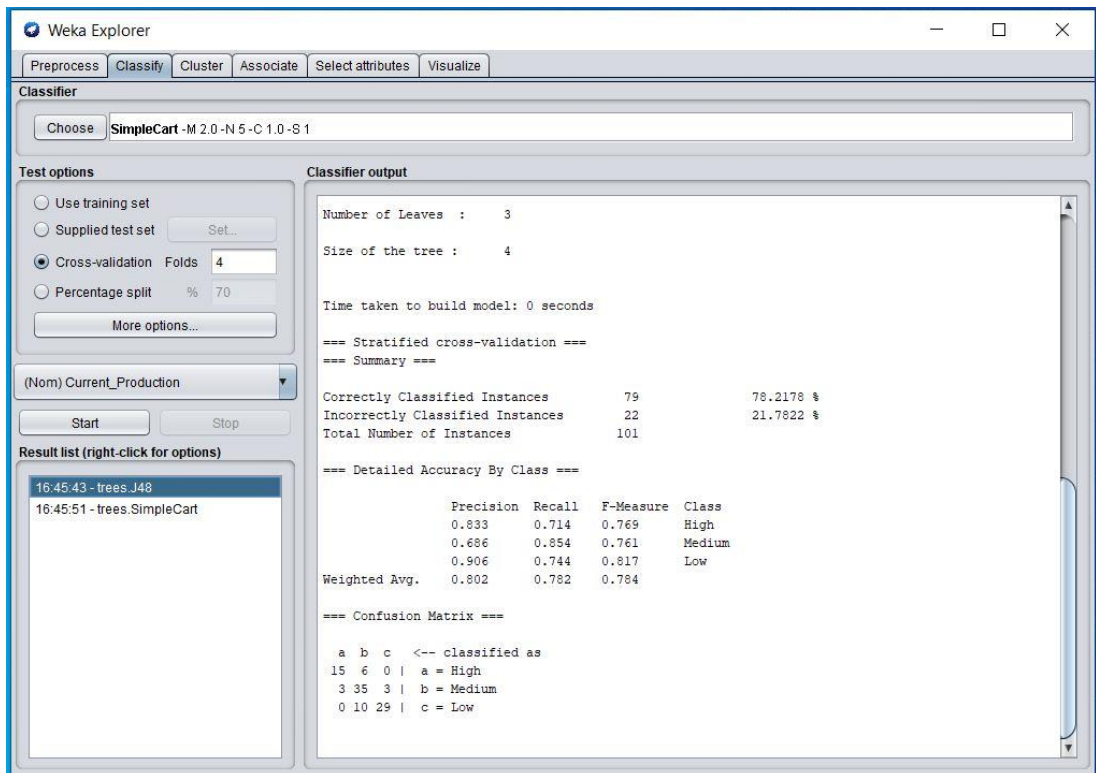 Weka Explorer
Preprocess Classify Cluster Associate Select attributes Visualize
Classifier
Choose SimpleCart -M 2.0 -N 5 -C 1.0 -S 1
Test options
Use training set
Supplied test set Set...
Cross-validation Folds 4
Percentage split % 70
More options...
(Nom) Current_Production
Start Stop
Result list (right-click for options)
16:45:43 - trees.J48
16:45:51 - trees.SimpleCart
Classifier output
Number of Leaves : 3
Size of the tree : 4
Time taken to build model: 0 seconds
=== Stratified cross-validation ===
=== Summary ===
Correctly Classified Instances 79 78.2178 %
Incorrectly Classified Instances 22 21.7822 %
Total Number of Instances 101
=== Detailed Accuracy By Class ===
Precision Recall F-Measure Class
0.833 0.714 0.769 High
0.686 0.854 0.761 Medium
0.906 0.744 0.817 Low
Weighted Avg. 0.802 0.782 0.784
=== Confusion Matrix ===
a b c <-- classified as
15 6 0 | a = High
3 35 3 | b = Medium
0 10 29 | c = Low